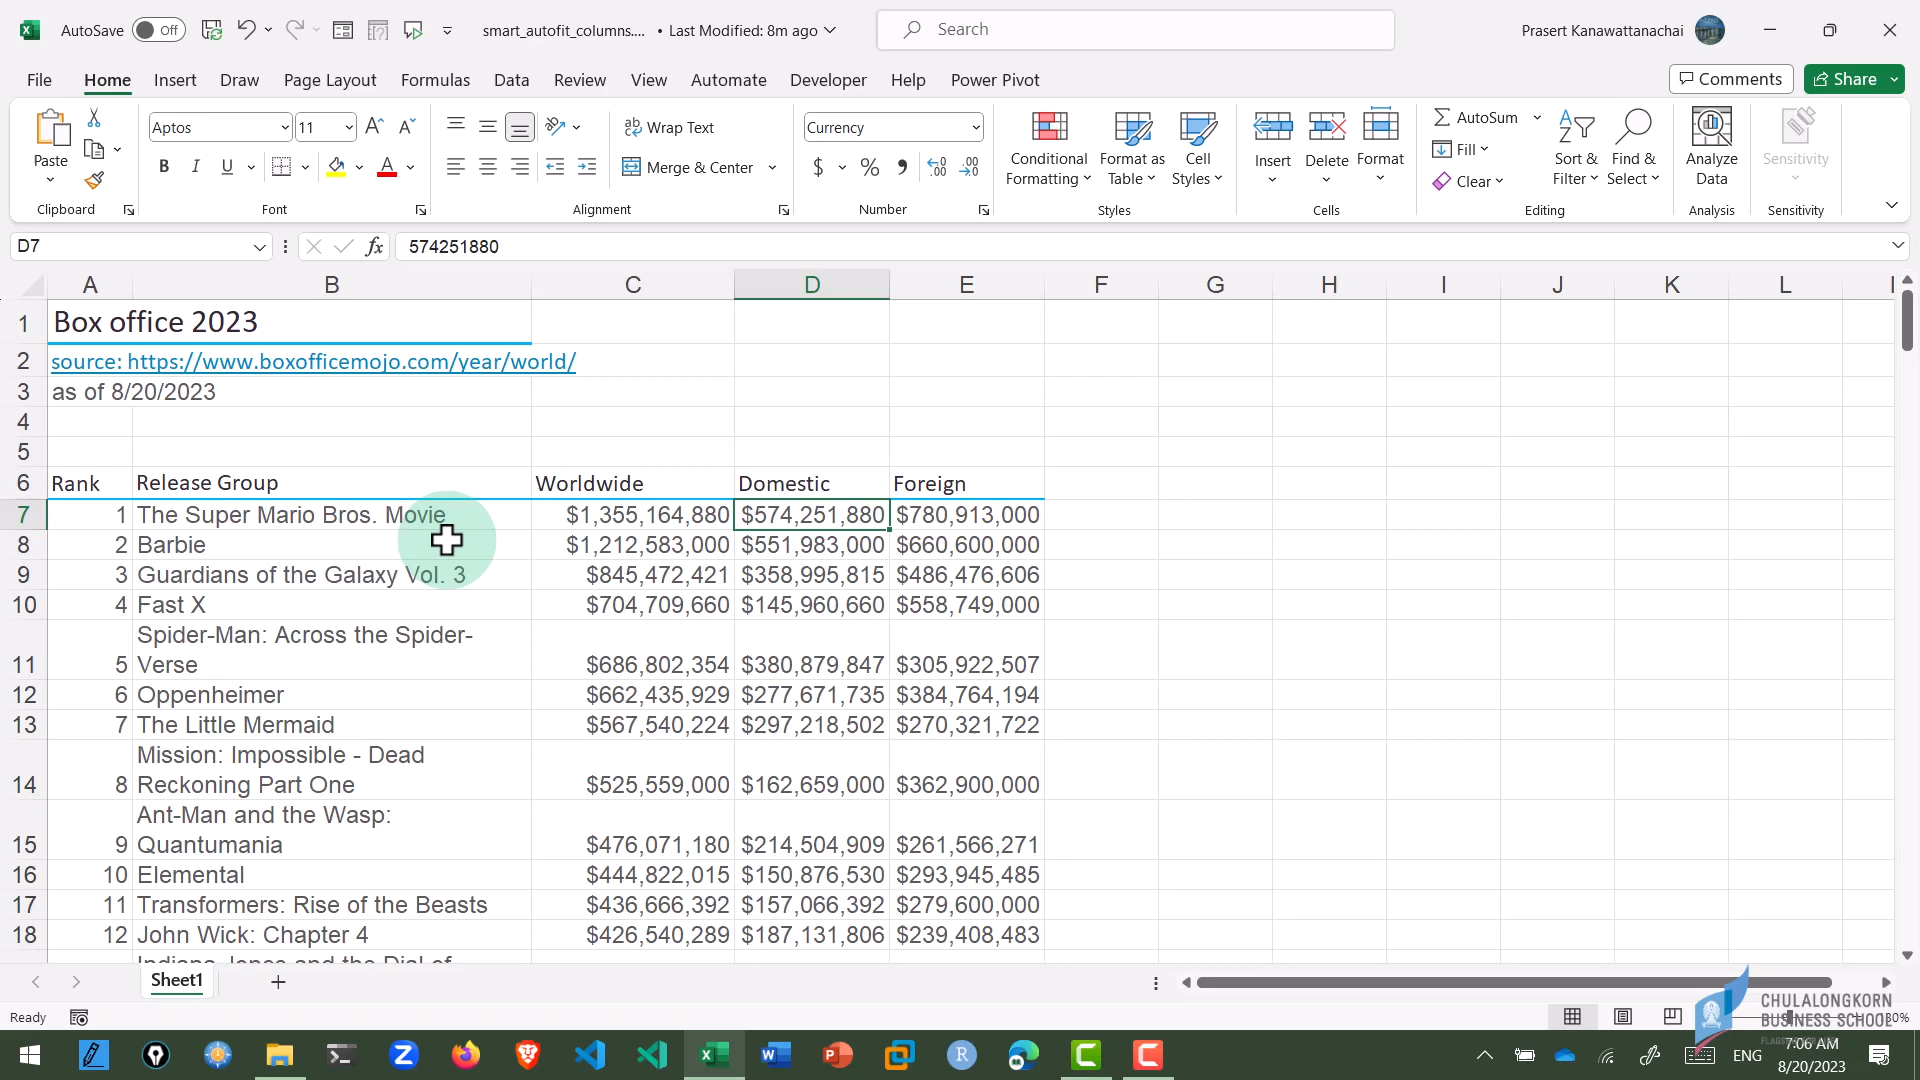 AutoSave Off smart_autofit_columns.... • Last Modified: 8m ago Search Prasert Kanawattanachai
File Home Insert Draw Page Layout Formulas Data Review View Automate Developer Help Power Pivot Comments Share
Paste
Clipboard
Aptos 11
B I U A
Font
Wrap Text
Merge & Center
Alignment
Currency
$ %
Number
Conditional Formatting
Format as Table
Cell Styles
Styles
Insert Delete Format
Cells
AutoSum
Fill
Clear
Sort & Filter
Find & Select
Editing
Analyze Data
Analysis
Sensitivity
Sensitivity
D7 fx 574251880
A B C D E F G H I J K L
1 Box office 2023
2 source: https://www.boxofficemojo.com/year/world/
3 as of 8/20/2023
4
5
6 Rank Release Group Worldwide Domestic Foreign
7 1 The Super Mario Bros. Movie $1,355,164,880 $574,251,880 $780,913,000
8 2 Barbie $1,212,583,000 $551,983,000 $660,600,000
9 3 Guardians of the Galaxy Vol. 3 $845,472,421 $358,995,815 $486,476,606
10 4 Fast X $704,709,660 $145,960,660 $558,749,000
Spider-Man: Across the Spider-
11 5 Verse $686,802,354 $380,879,847 $305,922,507
12 6 Oppenheimer $662,435,929 $277,671,735 $384,764,194
13 7 The Little Mermaid $567,540,224 $297,218,502 $270,321,722
Mission: Impossible - Dead
14 8 Reckoning Part One $525,559,000 $162,659,000 $362,900,000
Ant-Man and the Wasp:
15 9 Quantumania $476,071,180 $214,504,909 $261,566,271
16 10 Elemental $444,822,015 $150,876,530 $293,945,485
17 11 Transformers: Rise of the Beasts $436,666,392 $157,066,392 $279,600,000
18 12 John Wick: Chapter 4 $426,540,289 $187,131,806 $239,408,483
Indiana Jones and the Dial of
Sheet1
Ready
CHULALONGKORN
BUSINESS SCHOOL
ENG 7:06 AM
8/20/2023